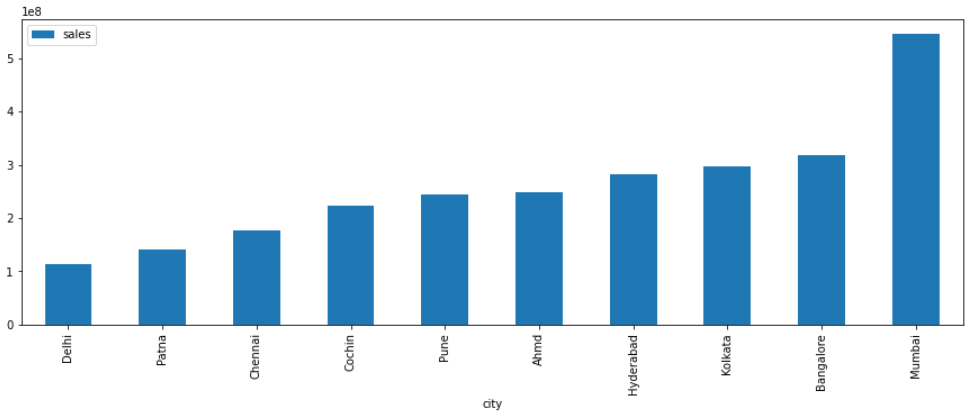 1e8
sales
5
4
3
2
1
0
Delhi
Patna
Chennai
Cochin
Pune
Ahmd
Hyderabad
Kolkata
Bangalore
Mumbai
city